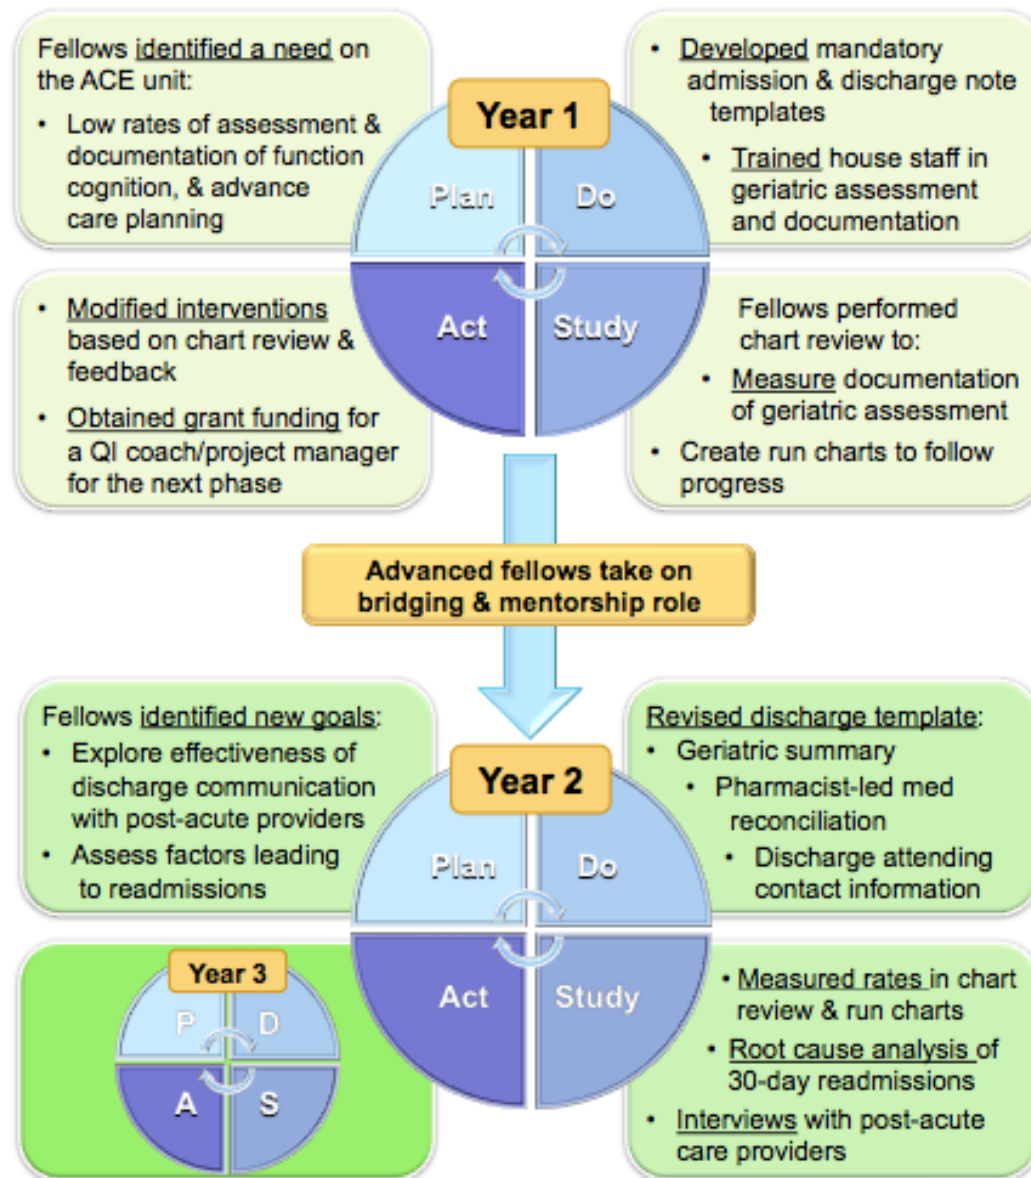 Year 1
Fellows identified a need on
the ACE unit:
• Low rates of assessment &
documentation of function
cognition, & advance
care planning
Plan
• Developed mandatory
admission & discharge note
templates
• Trained house staff in
geriatric assessment
and documentation
Do
• Modified interventions
based on chart review &
feedback
• Obtained grant funding for
a QI coach/project manager
for the next phase
Act
Fellows performed
chart review to:
• Measure documentation
of geriatric assessment
• Create run charts to follow
progress
Study
Advanced fellows take on
bridging & mentorship role
Year 2
Fellows identified new goals:
• Explore effectiveness of
discharge communication
with post-acute providers
• Assess factors leading
to readmissions
Plan
Revised discharge template:
• Geriatric summary
• Pharmacist-led med
reconciliation
• Discharge attending
contact information
Do
Act
Study
• Measured rates in chart
review & run charts
• Root cause analysis of
30-day readmissions
• Interviews with post-acute
care providers
Year 3
P
D
A
S